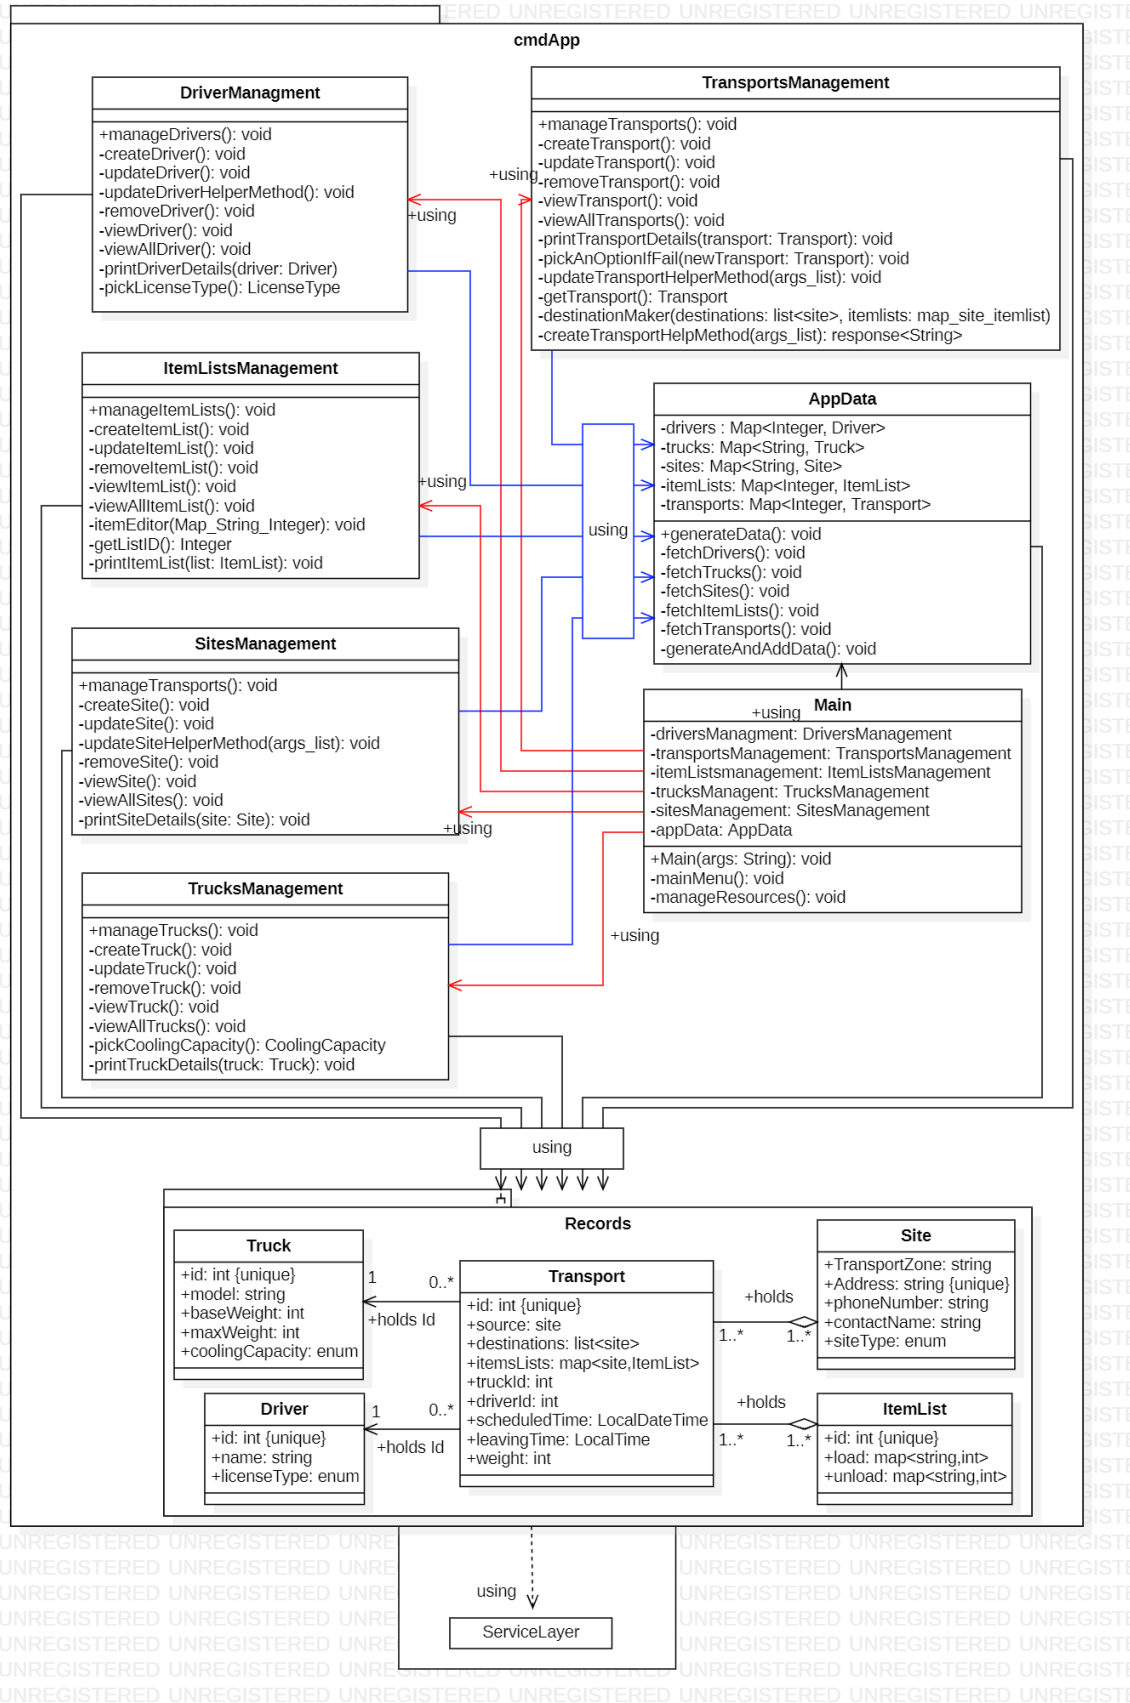 cmdApp
DriverManagment
+manageDrivers(): void
-createDriver(): void
-updateDriver(): void
-updateDriverHelperMethod(): void
-removeDriver(): void
-viewDriver(): void
-viewAllDriver(): void
-printDriverDetails(driver: Driver)
-pickLicenseType(): LicenseType
TransportsManagement
+manageTransports(): void
-createTransport(): void
-updateTransport(): void
-removeTransport(): void
-viewTransport(): void
-viewAllTransports(): void
-printTransportDetails(transport: Transport): void
-pickAnOptionIfFail(newTransport: Transport): void
-updateTransportHelperMethod(args_list): void
-getTransport(): Transport
-destinationMaker(destinations: list<site>, itemlists: map_site_itemlist)
-createTransportHelpMethod(args_list): response<String>
+using
+using
ItemListsManagement
+manageItemLists(): void
-createItemList(): void
-updateItemList(): void
-removeItemList(): void
-viewItemList(): void
-viewAllItemList(): void
-itemEditor(Map_String_Integer): void
-getListID(): Integer
-printItemList(list: ItemList): void
+using
using
AppData
-drivers : Map<Integer, Driver>
-trucks: Map<String, Truck>
-sites: Map<String, Site>
-itemLists: Map<Integer, ItemList>
-transports: Map<Integer, Transport>
+generateData(): void
-fetchDrivers(): void
-fetchTrucks(): void
-fetchSites(): void
-fetchItemLists(): void
-fetchTransports(): void
-generateAndAddData(): void
SitesManagement
+manageTransports(): void
-createSite(): void
-updateSite(): void
-updateSiteHelperMethod(args_list): void
-removeSite(): void
-viewSite(): void
-viewAllSites(): void
-printSiteDetails(site: Site): void
+using
Main
+using
-driversManagment: DriversManagement
-transportsManagement: TransportsManagement
-itemListsmanagement: ItemListsManagement
-trucksManagent: TrucksManagement
-sitesManagement: SitesManagement
-appData: AppData
+Main(args: String): void
-mainMenu(): void
-manageResources(): void
+using
TrucksManagement
+manageTrucks(): void
-createTruck(): void
-updateTruck(): void
-removeTruck(): void
-viewTruck(): void
-viewAllTrucks(): void
-pickCoolingCapacity(): CoolingCapacity
-printTruckDetails(truck: Truck): void
using
Records
Truck
+id: int {unique}
+model: string
+baseWeight: int
+maxWeight: int
+coolingCapacity: enum
1
0..*
+holds Id
Driver
+id: int {unique}
+name: string
+licenseType: enum
1
0..*
+holds Id
Transport
+id: int {unique}
+source: site
+destinations: list<site>
+itemsLists: map<site,ItemList>
+truckId: int
+driverId: int
+scheduledTime: LocalDateTime
+leavingTime: LocalTime
+weight: int
+holds
1..*
1..*
Site
+TransportZone: string
+Address: string {unique}
+phoneNumber: string
+contactName: string
+siteType: enum
+holds
1..*
1..*
ItemList
+id: int {unique}
+load: map<string,int>
+unload: map<string,int>
using
ServiceLayer